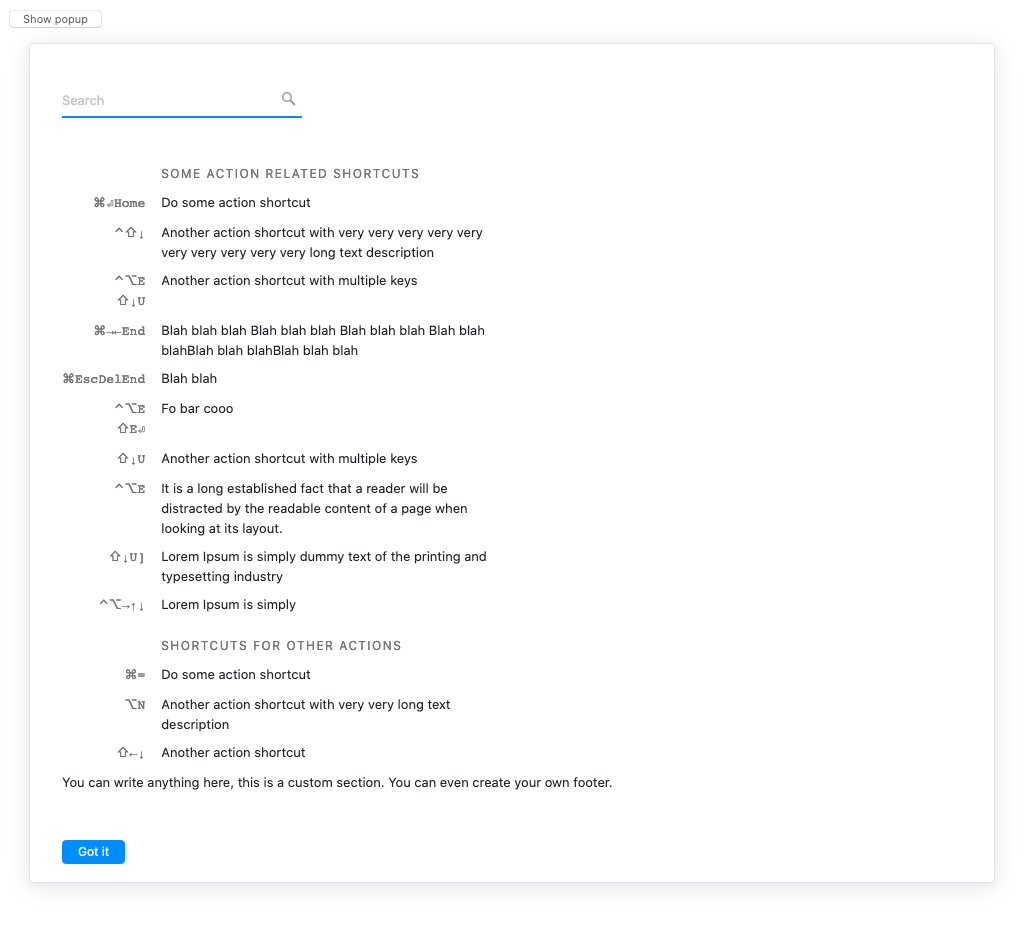 Show popup
Search
SOME ACTION RELATED SHORTCUTS
⌘⏎Home Do some action shortcut
^⇧↓ Another action shortcut with very very very very very
very very very very very long text description
^⌥E Another action shortcut with multiple keys
⇧↓U
⌘⇥End Blah blah blah Blah blah blah Blah blah blah Blah blah
blahBlah blah blahBlah blah blah
⌘EscDelEnd Blah blah
^⌥E Fo bar cooo
⇧E⏎
⇧↓U Another action shortcut with multiple keys
^⌥E It is a long established fact that a reader will be
distracted by the readable content of a page when
looking at its layout.
⇧↓U] Lorem Ipsum is simply dummy text of the printing and
typesetting industry
^⌥→↑↓ Lorem Ipsum is simply
SHORTCUTS FOR OTHER ACTIONS
⌘= Do some action shortcut
⌥N Another action shortcut with very very long text
description
⇧←↓ Another action shortcut
You can write anything here, this is a custom section. You can even create your own footer.
Got it